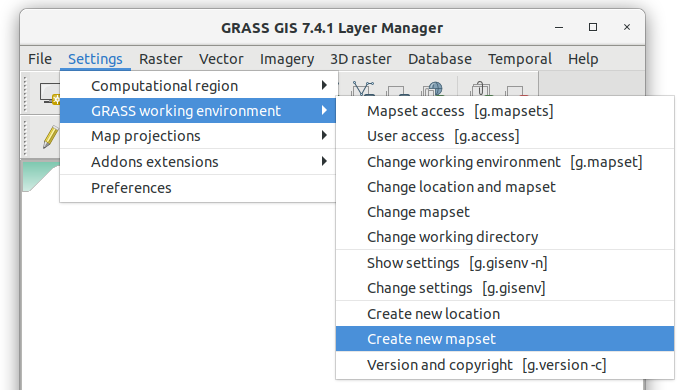 GRASS GIS 7.4.1 Layer Manager
File Settings Raster Vector Imagery 3D raster Database Temporal Help
Computational region
GRASS working environment
Map projections
Addons extensions
Preferences
Mapset access [g.mapsets]
User access [g.access]
Change working environment [g.mapset]
Change location and mapset
Change mapset
Change working directory
Show settings [g.gisenv -n]
Change settings [g.gisenv]
Create new location
Create new mapset
Version and copyright [g.version -c]